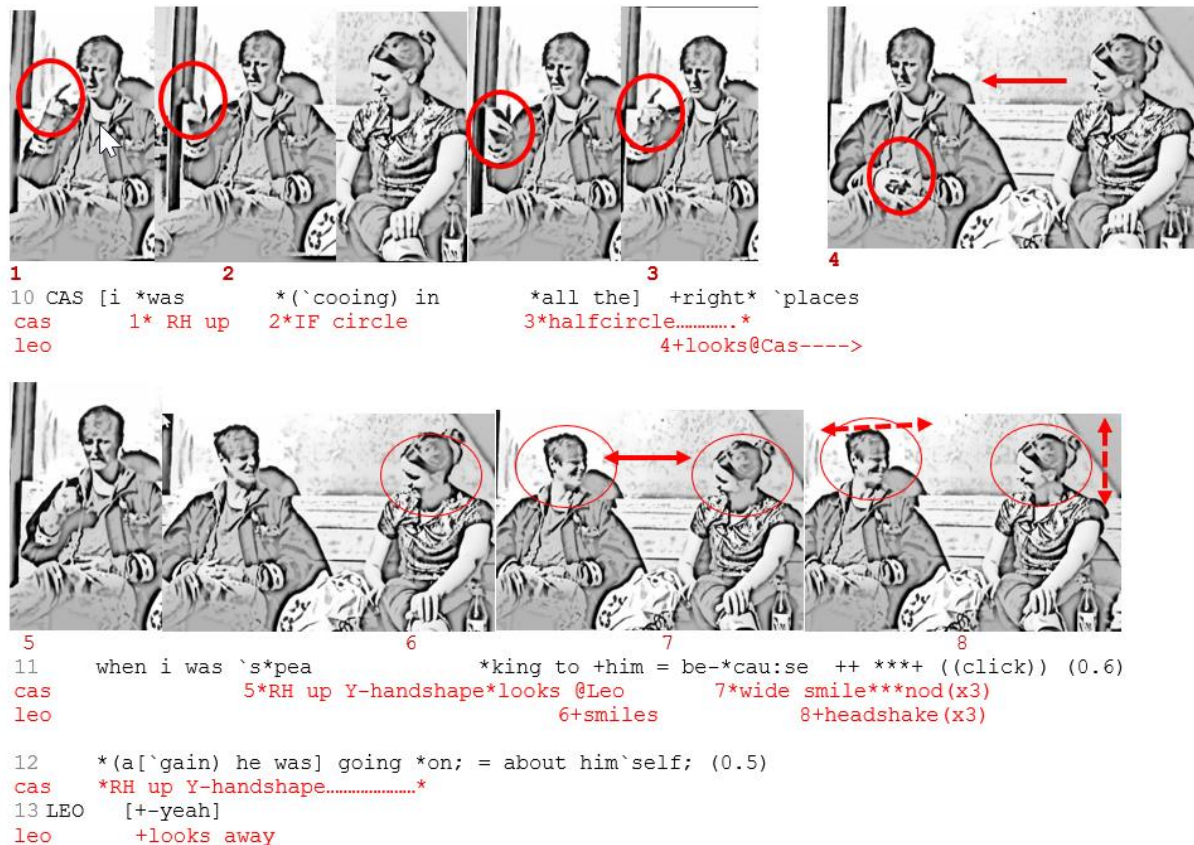 1 2 3 4
10 CAS [i *was *(`cooing) in *all the] +right* `places
cas 1* RH up 2*IF circle 3*halfcircle…………….*
leo 4+looks@Cas---->
5 6 7 8
11 when i was `s*pea *king to +him = be-*cau:se ++ ***+ ((click)) (0.6)
cas 5*RH up Y-handshape*looks @Leo 7*wide smile***nod(x3)
leo 6+smiles 8+headshake(x3)
12 *(a[`gain) he was] going *on; = about him`self; (0.5)
cas *RH up Y-handshape…………………*
13 LEO [+-yeah]
leo +looks away